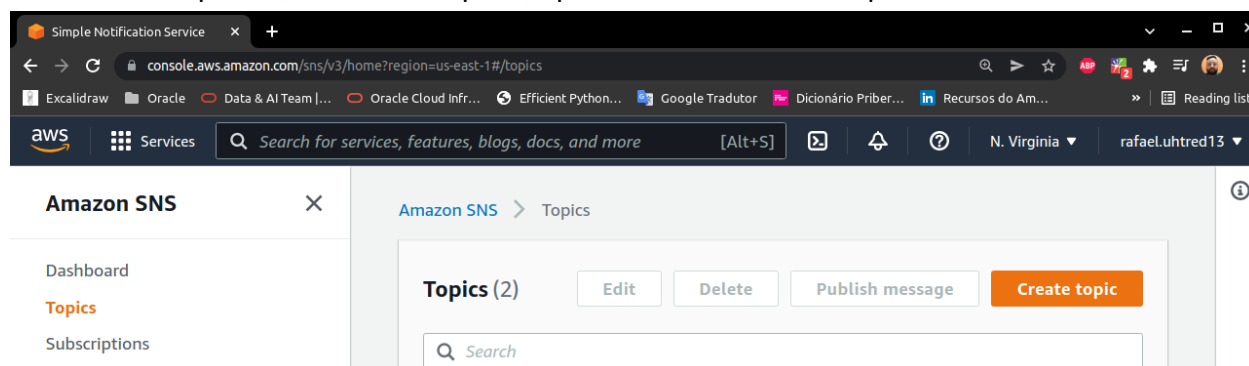 Simple Notification Service
console.aws.amazon.com/sns/v3/home?region=us-east-1#/topics
ABP 2
Excalidraw Oracle Data & AI Team |... Oracle Cloud Infr... Efficient Python... Google Tradutor Dicionário Priber... in Recursos do Am... » Reading list
aws Services Search for services, features, blogs, docs, and more [Alt+S] N. Virginia ▼ rafael.uhtred13 ▼
Amazon SNS
Amazon SNS > Topics
Dashboard
Topics (2) Edit Delete Publish message Create topic
Topics
Subscriptions
Search